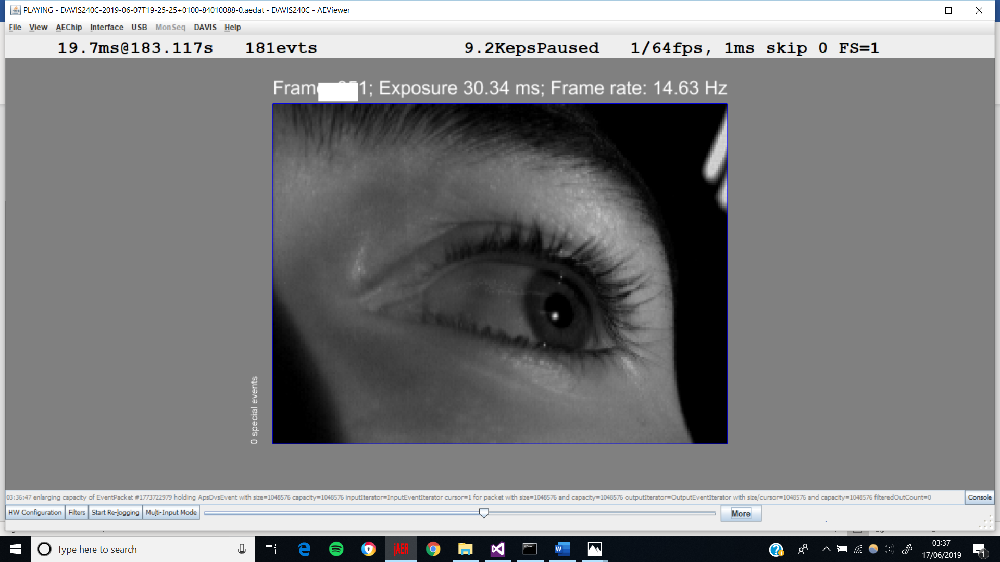 PLAYING - DAVIS240C-2019-06-07T19-25-25+0100-84010088-0.aedat - DAVIS240C - AEViewer
File View AEChip Interface USB MonSeq DAVIS Help
19.7ms@183.117s 181evts 9.2KepsPaused 1/64fps, 1ms skip 0 FS=1
1; Exposure 30.34 ms; Frame rate: 14.63 Hz
0 special events
03:36:47 enlarging capacity of EventPacket #1773722979 holding ApsDvsEvent with size=1048576 capacity=1048576 inputIterator=InputEventIterator cursor=1 for packet with size=1048576 and capacity=1048576 outputIterator=OutputEventIterator with size/cursor=1048576 and capacity=1048576 filteredOutCount=0
Console
HW Configuration Filters Start Re-logging Multi-Input Mode More
Type here to search
jAER
03:37
17/06/2019
1